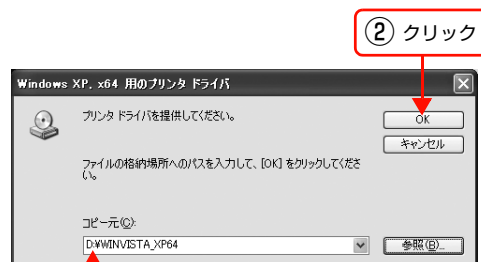 ② クリック
Windows XP, x64 用のプリンタ ドライバ
プリンタ ドライバを提供してください。
OK
キャンセル
ファイルの格納場所へのパスを入力して、[OK] をクリックしてくださ
い。
コピー元(C):
D:¥WINVISTA_XP64
参照(B)...